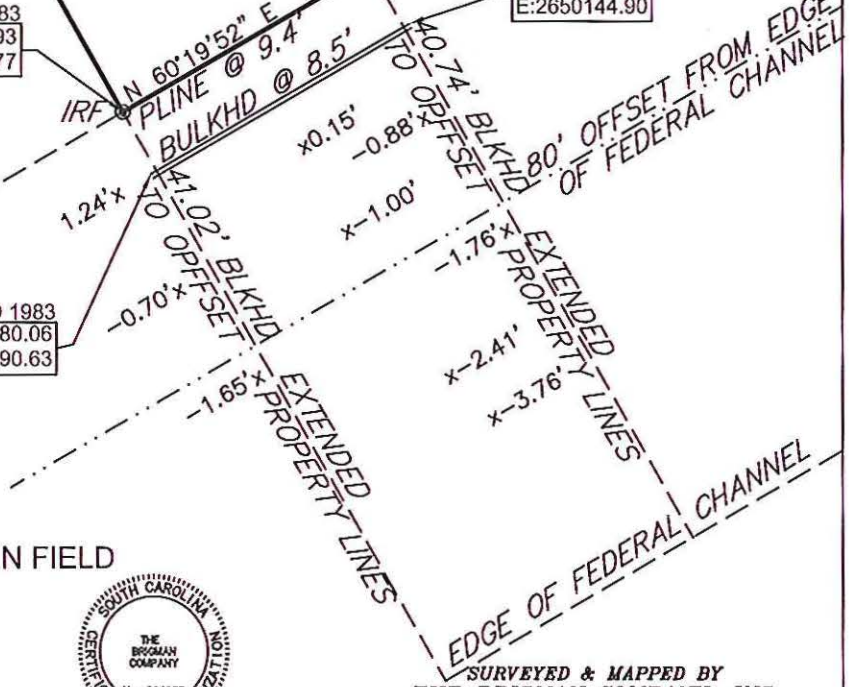 83
93
77
E:2650144.90
N 60°19'52" E
IRF
PLINE @ 9.4'
BULKHD @ 8.5'
40.74' BLKHD
TO OPFFSET
80' OFFSET FROM EDGE
OF FEDERAL CHANNEL
x0.15'
-0.88'x
1.24'x
x-1.00'
41.02' BLKHD
TO OPFFSET
-1.76'x
EXTENDED
PROPERTY LINES
-0.70'x
1983
80.06
90.63
x-2.41'
-1.65'x
x-3.76'
EXTENDED
PROPERTY LINES
EDGE OF FEDERAL CHANNEL
N FIELD
SOUTH CAROLINA
THE
BRIGMAN
COMPANY
SURVEYED & MAPPED BY